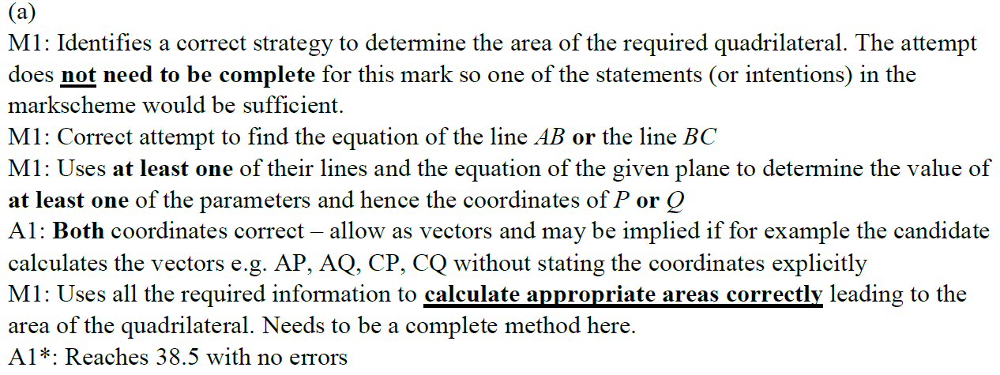 (a)
M1: Identifies a correct strategy to determine the area of the required quadrilateral. The attempt
does not need to be complete for this mark so one of the statements (or intentions) in the
markscheme would be sufficient.
M1: Correct attempt to find the equation of the line AB or the line BC
M1: Uses at least one of their lines and the equation of the given plane to determine the value of
at least one of the parameters and hence the coordinates of P or Q
A1: Both coordinates correct – allow as vectors and may be implied if for example the candidate
calculates the vectors e.g. AP, AQ, CP, CQ without stating the coordinates explicitly
M1: Uses all the required information to calculate appropriate areas correctly leading to the
area of the quadrilateral. Needs to be a complete method here.
A1*: Reaches 38.5 with no errors